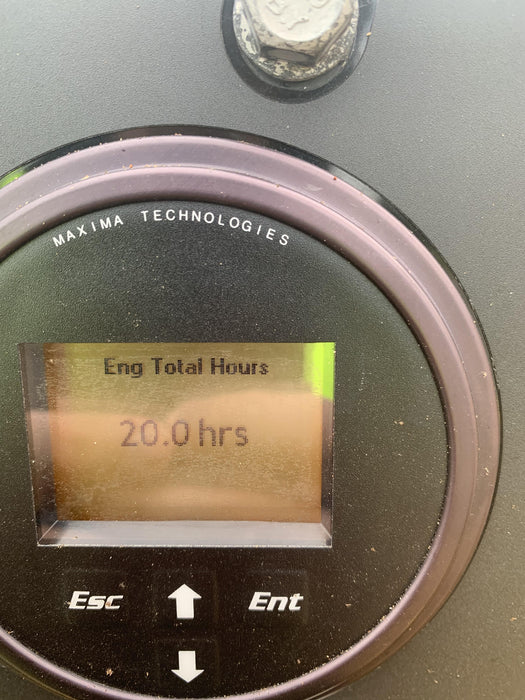 MAXIMA TECHNOLOGIES
Eng Total Hours
20.0 hrs
Esc
Ent